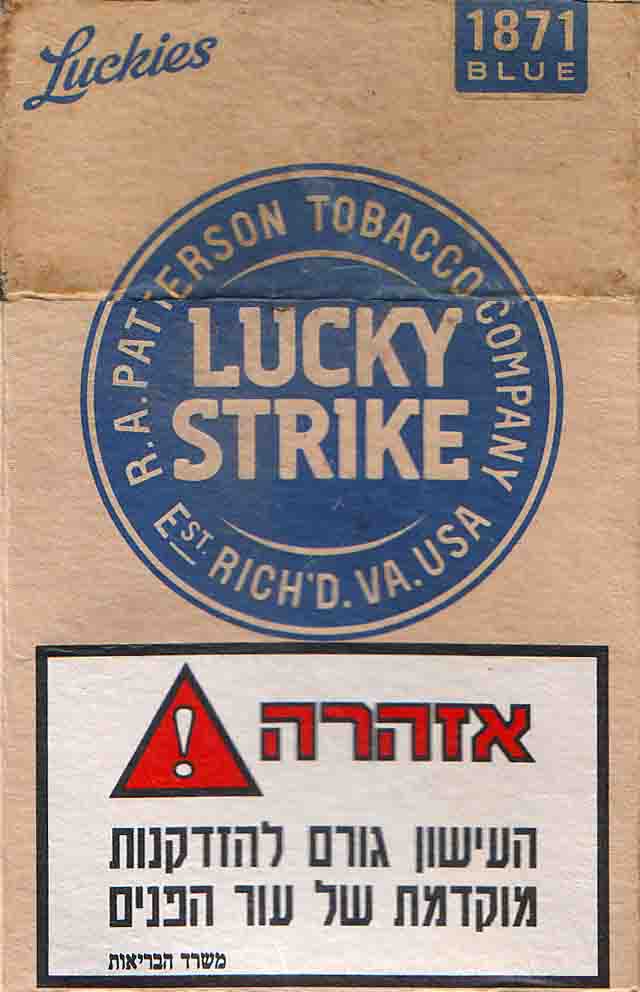 Luckies
1871
BLUE
R.A. PATTERSON TOBACCO COMPANY
LUCKY
STRIKE
EST. RICH'D. VA. USA
אזהרה
העישון גורם להזדקנות
מוקדמת של עור הפנים
משרד הבריאות